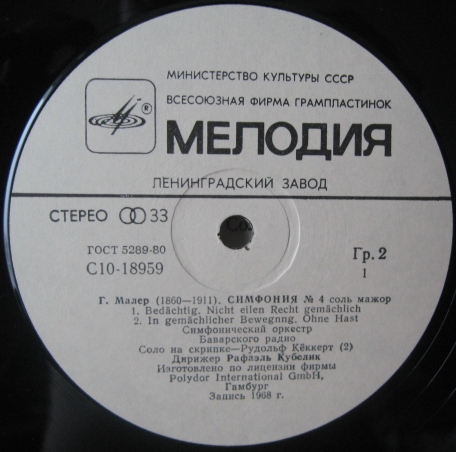 МИНИСТЕРСТВО КУЛЬТУРЫ СССР
ВСЕСОЮЗНАЯ ФИРМА ГРАМПЛАСТИНОК
®
МЕЛОДИЯ
ЛЕНИНГРАДСКИЙ ЗАВОД
СТЕРЕО 33
ГОСТ 5289-80
С10-18959
Гр. 2
1
Г. Малер (1860—1911). СИМФОНИЯ № 4 соль мажор
1. Bedächtig. Nicht eilen Recht gemächlich
2. In gemächlicher Bewegnng. Ohne Hast
Симфонический оркестр
Баварского радио
Соло на скрипке—Рудольф Кёккерт (2)
Дирижер Рафаэль Кубелик
Изготовлено по лицензии фирмы
Polydor International GmbH,
Гамбург
Запись 1968 г.